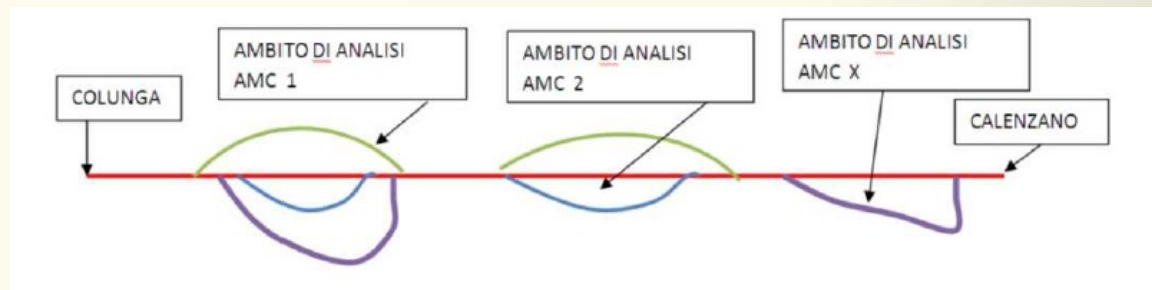 COLUNGA
AMBITO DI ANALISI
AMC 1
AMBITO DI ANALISI
AMC 2
AMBITO DI ANALISI
AMC X
CALENZANO